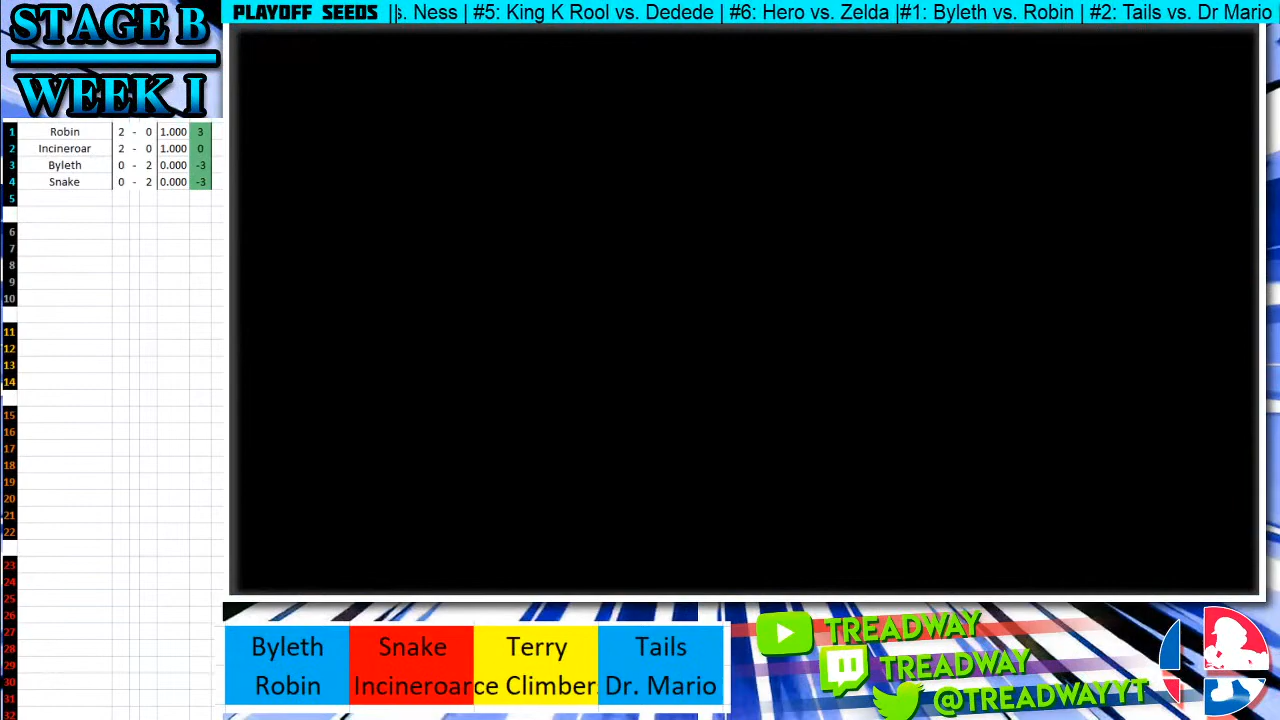 STAGE B
WEEK 1
PLAYOFF SEEDS
||s. Ness | #5: King K Rool vs. Dedede | #6: Hero vs. Zelda |#1: Byleth vs. Robin | #2: Tails vs. Dr Mario
1 Robin 2 - 0 1.000 3
2 Incineroar 2 - 0 1.000 0
3 Byleth 0 - 2 0.000 -3
4 Snake 0 - 2 0.000 -3
5
6
7
8
9
10
11
12
13
14
15
16
17
18
19
20
21
22
23
24
25
26
27
28
29
30
31
32
Byleth Snake Terry Tails
Robin Incineroar ce Climber Dr. Mario
TREADWAY
TREADWAY
@TREADWAYYT